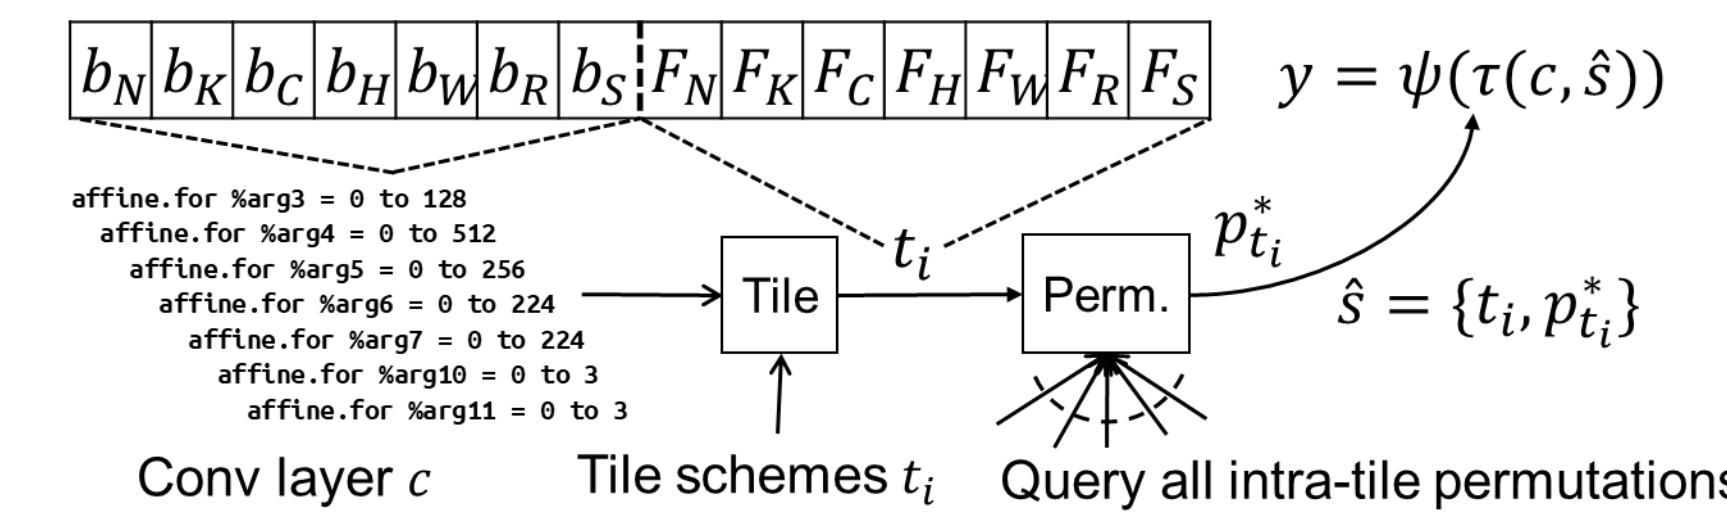 b_N b_K b_C b_H b_W b_R b_S F_N F_K F_C F_H F_W F_R F_S
y = ψ(τ(c, ŝ))
affine.for %arg3 = 0 to 128
affine.for %arg4 = 0 to 512
affine.for %arg5 = 0 to 256
affine.for %arg6 = 0 to 224
affine.for %arg7 = 0 to 224
affine.for %arg10 = 0 to 3
affine.for %arg11 = 0 to 3
Tile
t_i
Perm.
p*_{t_i}
ŝ = {t_i, p*_{t_i}}
Conv layer c
Tile schemes t_i
Query all intra-tile permutations